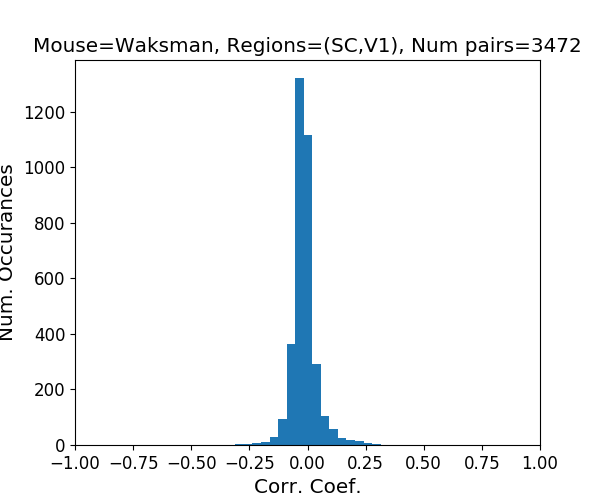 Mouse=Waksman, Regions=(SC,V1), Num pairs=3472
Num. Occurances
1200
1000
800
600
400
200
0
−1.00 −0.75 −0.50 −0.25 0.00 0.25 0.50 0.75 1.00
Corr. Coef.